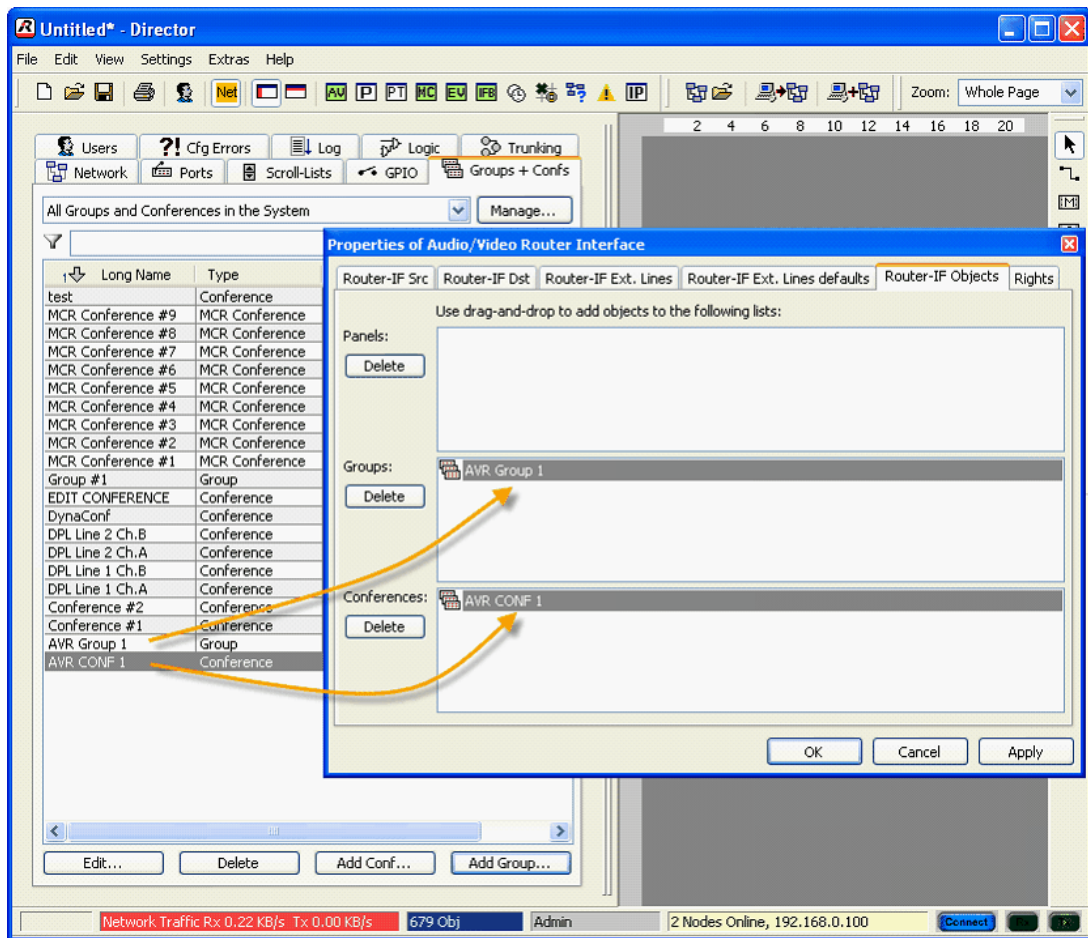 Untitled* - Director
File Edit View Settings Extras Help
Net AV P PT MC EV IFB IP Zoom: Whole Page
2 4 6 8 10 12 14 16 18 20
Users ?! Cfg Errors Log Logic Trunking
Network Ports Scroll-Lists GPIO Groups + Confs
All Groups and Conferences in the System Manage...
Long Name Type
test Conference
MCR Conference #9 MCR Conference
MCR Conference #8 MCR Conference
MCR Conference #7 MCR Conference
MCR Conference #6 MCR Conference
MCR Conference #5 MCR Conference
MCR Conference #4 MCR Conference
MCR Conference #3 MCR Conference
MCR Conference #2 MCR Conference
MCR Conference #1 MCR Conference
Group #1 Group
EDIT CONFERENCE Conference
DynaConf Conference
DPL Line 2 Ch.B Conference
DPL Line 2 Ch.A Conference
DPL Line 1 Ch.B Conference
DPL Line 1 Ch.A Conference
Conference #2 Conference
Conference #1 Conference
AVR Group 1 Group
AVR CONF 1 Conference
Edit... Delete Add Conf... Add Group...
Properties of Audio/Video Router Interface
Router-IF Src Router-IF Dst Router-IF Ext. Lines Router-IF Ext. Lines defaults Router-IF Objects Rights
Use drag-and-drop to add objects to the following lists:
Panels:
Delete
Groups:
AVR Group 1
Delete
Conferences:
AVR CONF 1
Delete
OK Cancel Apply
Network Traffic Rx 0.22 KB/s Tx 0.00 KB/s 679 Obj Admin 2 Nodes Online, 192.168.0.100 Connect